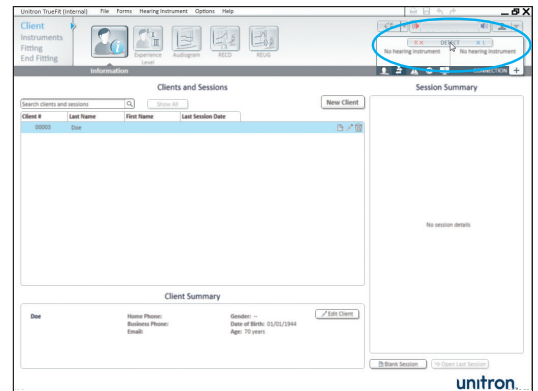 Unitron TrueFit (Internal) File Forms Hearing Instrument Options Help
Client
Instruments
Fitting
End Fitting
Experience Level
Audiogram
RECD
REUG
Information
DETECT
No hearing instrument No hearing instrument
CONNECTION +
Clients and Sessions
Search clients and sessions
Show All
New Client
Client # Last Name First Name Last Session Date
00003 Doe
Session Summary
No session details
Client Summary
Doe
Home Phone:
Business Phone:
Email:
Gender: --
Date of Birth: 01/01/1944
Age: 70 years
Edit Client
Blank Session
Open Last Session
unitron.